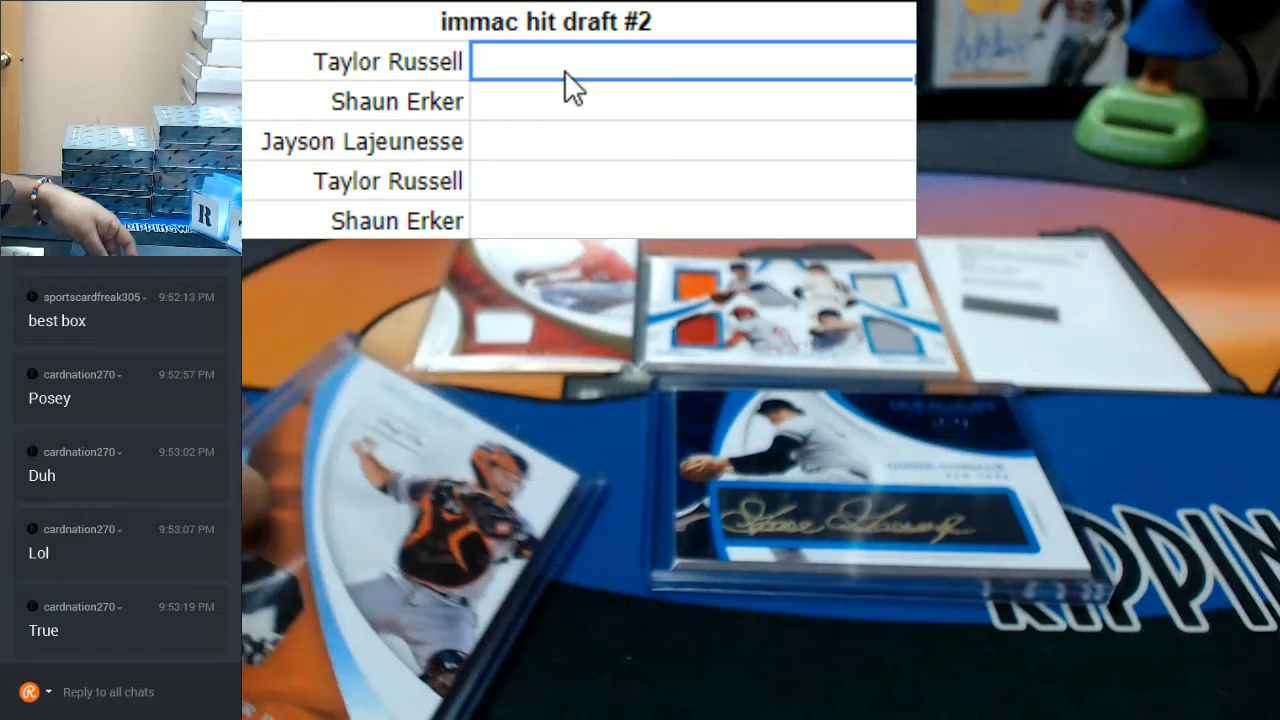 immac hit draft #2
Taylor Russell
Shaun Erker
Jayson Lajeunesse
Taylor Russell
Shaun Erker
R
sportscardfreak305 9:52:13 PM
best box
cardnation270 9:52:57 PM
Posey
cardnation270 9:53:02 PM
Duh
cardnation270 9:53:07 PM
Lol
cardnation270 9:53:19 PM
True
Reply to all chats
RIPPIN